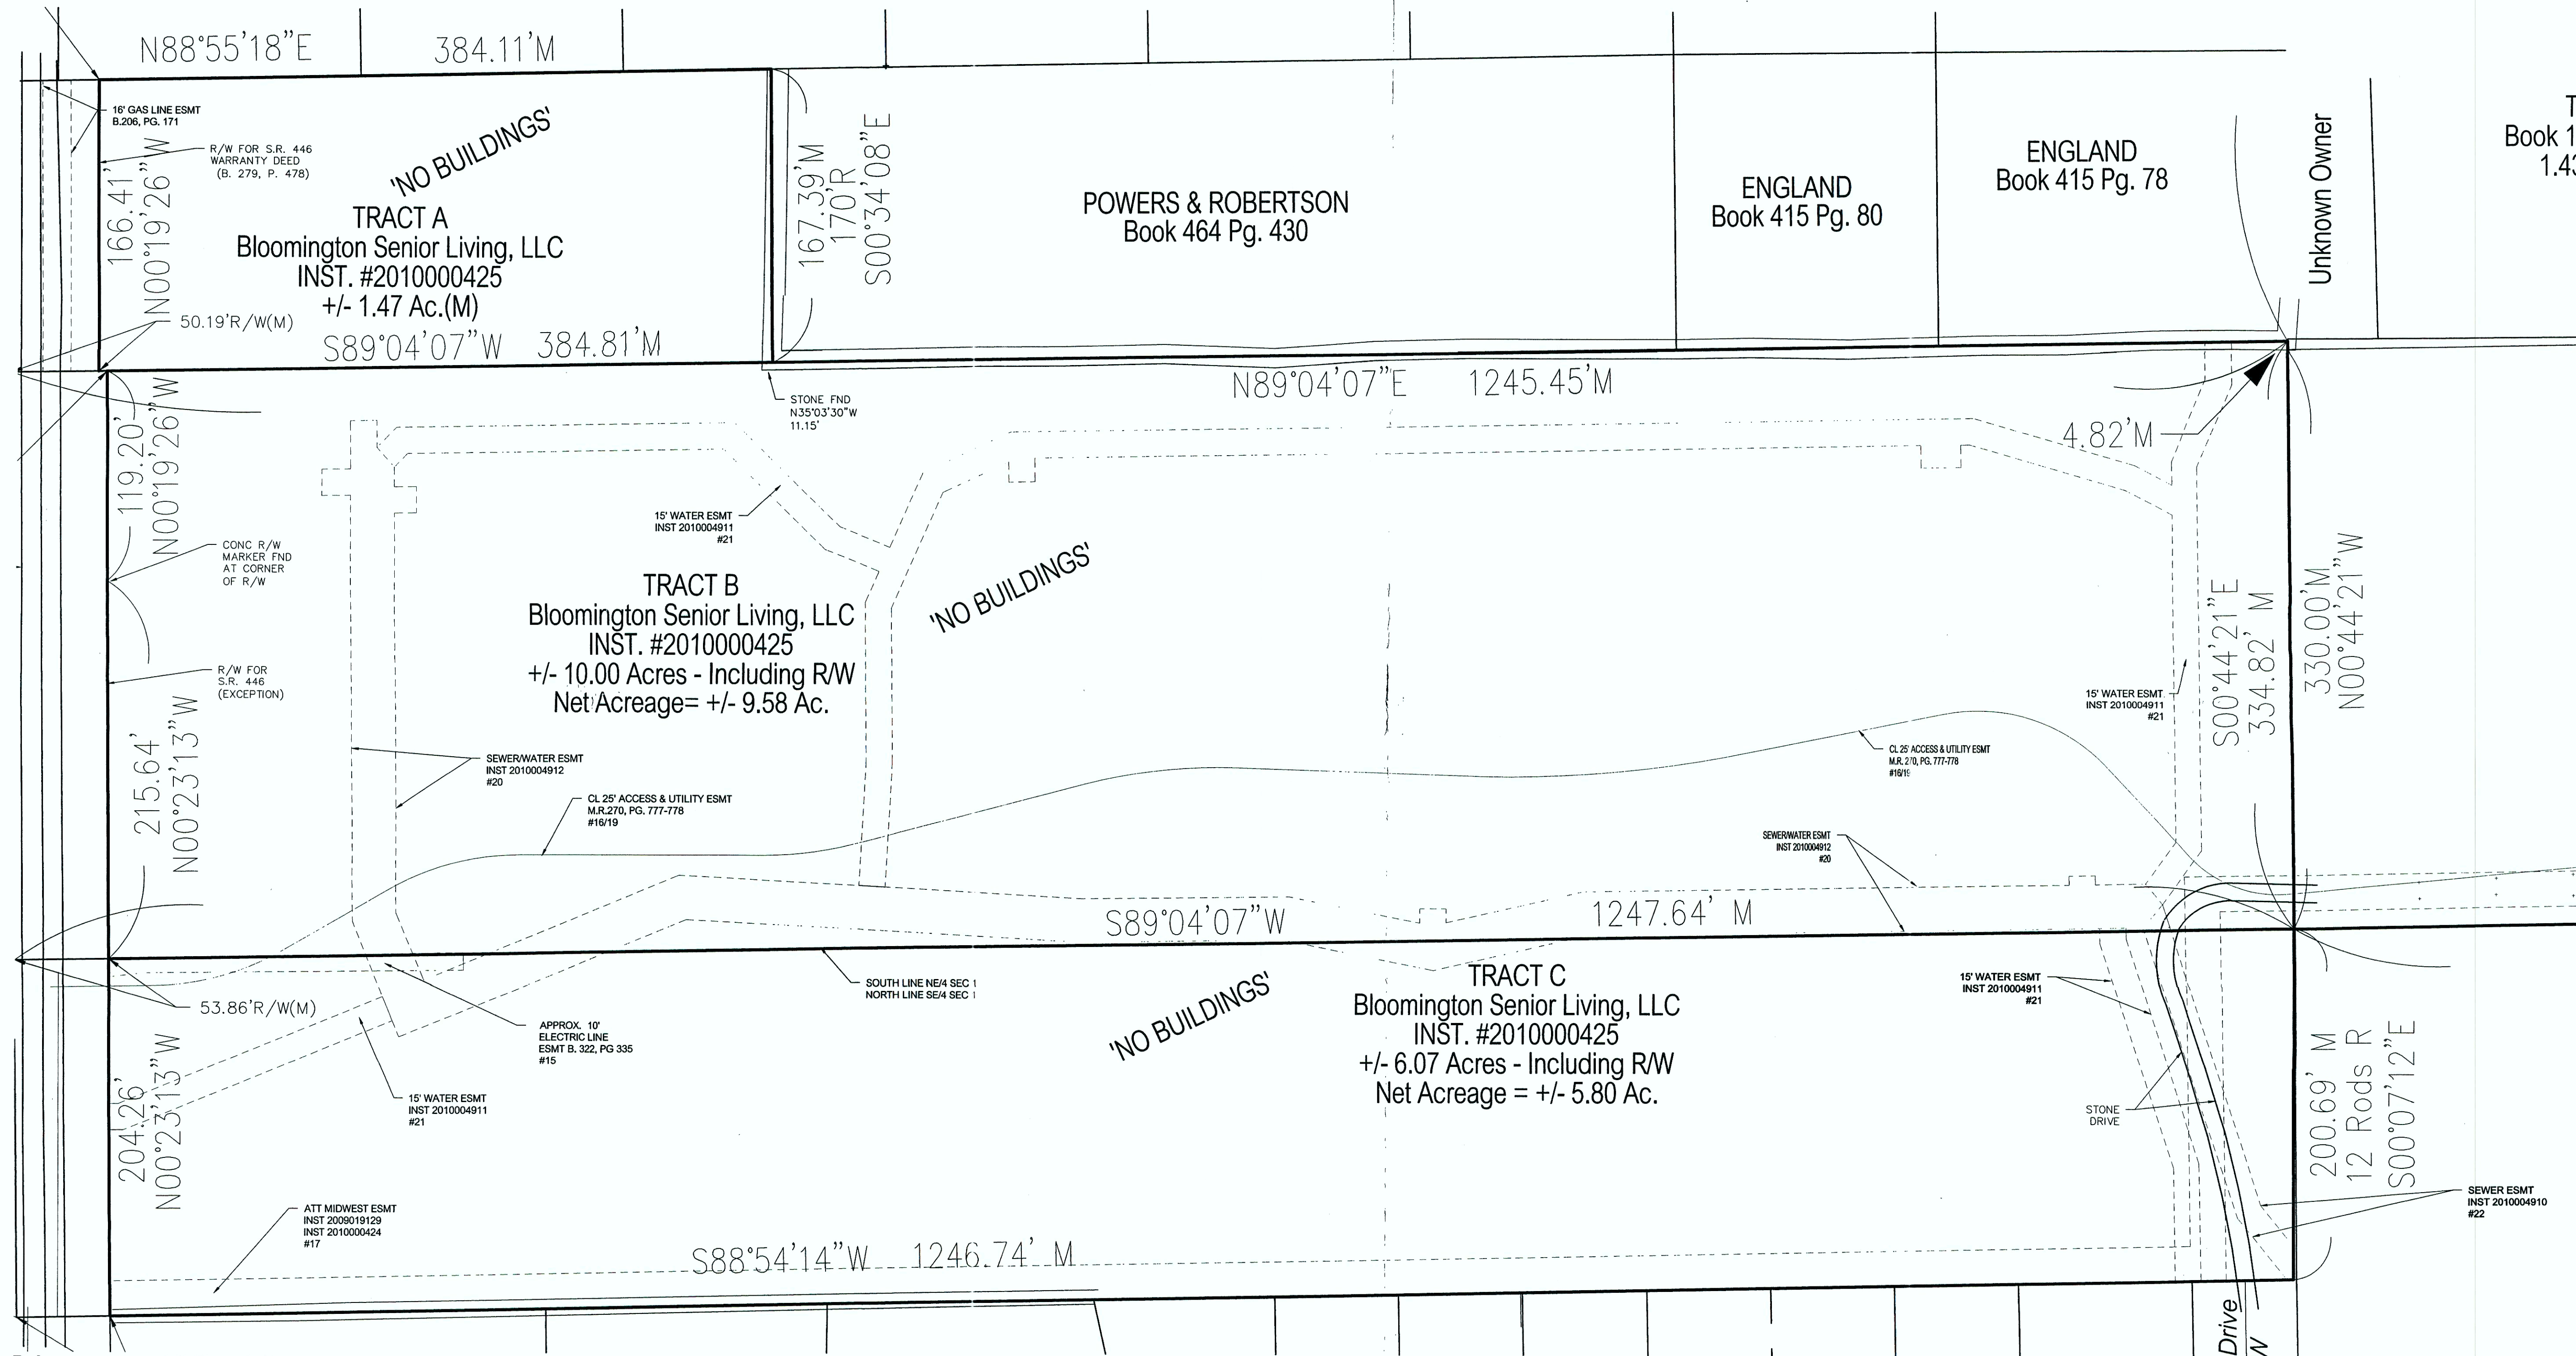 N88°55'18"E 384.11'M
16' GAS LINE ESMT
B.206, PG. 171
R/W FOR S.R. 446
WARRANTY DEED
(B. 279, P. 478)
166.41'
N00°19'26" W
'NO BUILDINGS'
TRACT A
Bloomington Senior Living, LLC
INST. #2010000425
+/- 1.47 Ac.(M)
50.19'R/W(M)
S89°04'07"W 384.81'M
167.39'M
170'R
S00°34'08"E
POWERS & ROBERTSON
Book 464 Pg. 430
ENGLAND
Book 415 Pg. 80
ENGLAND
Book 415 Pg. 78
Unknown Owner
T
Book 1
1.43
N89°04'07"E 1245.45'M
STONE FND
N35°03'30"W
11.15'
4.82'M
119.20'
N00°19'26" W
CONC R/W
MARKER FND
AT CORNER
OF R/W
15' WATER ESMT
INST 2010004911
#21
TRACT B
Bloomington Senior Living, LLC
INST. #2010000425
+/- 10.00 Acres - Including R/W
Net Acreage= +/- 9.58 Ac.
'NO BUILDINGS'
R/W FOR
S.R. 446
(EXCEPTION)
215.64'
N00°23'13"W
SEWER/WATER ESMT
INST 2010004912
#20
CL 25' ACCESS & UTILITY ESMT
M.R.270, PG. 777-778
#16/19
15' WATER ESMT
INST 2010004911
#21
CL 25' ACCESS & UTILITY ESMT
M.R. 270, PG. 777-778
#16/19
S00°44'21"E
334.82' M
330.00'M
N00°44'21"W
SEWER/WATER ESMT
INST 2010004912
#20
S89°04'07"W 1247.64' M
53.86'R/W(M)
SOUTH LINE NE/4 SEC 1
NORTH LINE SE/4 SEC 1
APPROX. 10'
ELECTRIC LINE
ESMT B. 322, PG 335
#15
'NO BUILDINGS'
TRACT C
Bloomington Senior Living, LLC
INST. #2010000425
+/- 6.07 Acres - Including R/W
Net Acreage = +/- 5.80 Ac.
15' WATER ESMT
INST 2010004911
#21
204.26'
N00°23'13"W
15' WATER ESMT
INST 2010004911
#21
STONE
DRIVE
200.69' M
12 Rods R
S00°07'12"E
SEWER ESMT
INST 2010004910
#22
ATT MIDWEST ESMT
INST 2009019129
INST 2010000424
#17
S88°54'14"W 1246.74' M
Drive
W